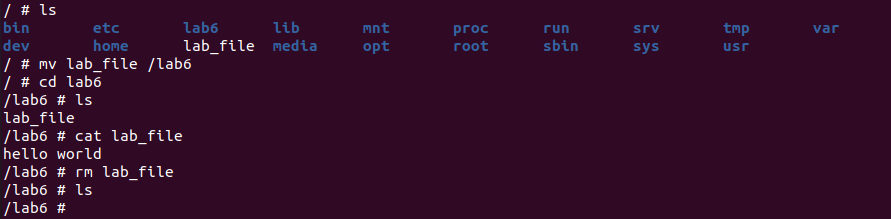 / # ls
bin        etc        lab6       lib        mnt        proc       run        srv        tmp        var
dev        home       lab_file   media      opt        root       sbin       sys        usr
/ # mv lab_file /lab6
/ # cd lab6
/lab6 # ls
lab_file
/lab6 # cat lab_file
hello world
/lab6 # rm lab_file
/lab6 # ls
/lab6 #